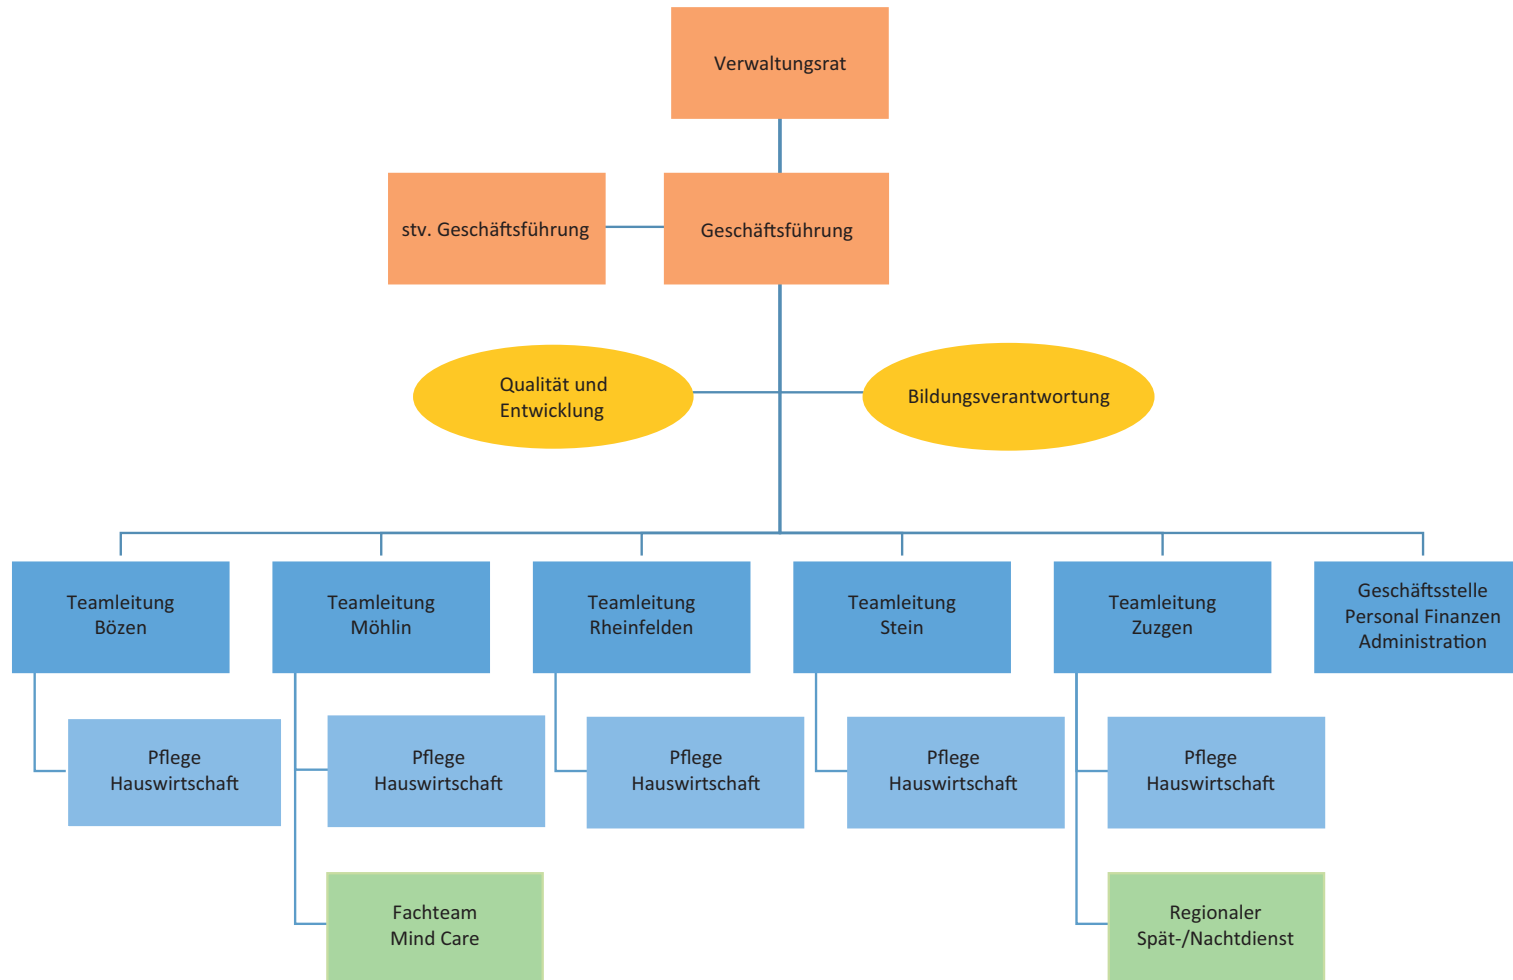 Verwaltungsrat
stv. Geschäftsführung
Geschäftsführung
Qualität und
Entwicklung
Bildungsverantwortung
Teamleitung
Bözen
Teamleitung
Möhlin
Teamleitung
Rheinfelden
Teamleitung
Stein
Teamleitung
Zuzgen
Geschäftsstelle
Personal Finanzen
Administration
Pflege
Hauswirtschaft
Pflege
Hauswirtschaft
Pflege
Hauswirtschaft
Pflege
Hauswirtschaft
Pflege
Hauswirtschaft
Fachteam
Mind Care
Regionaler
Spät-/Nachtdienst